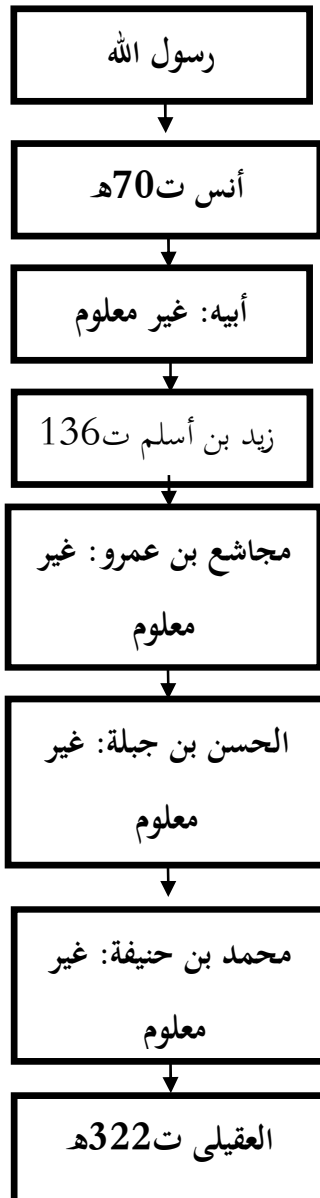 رسول الله
أنس ت70هـ
أبيه: غير معلوم
زيد بن أسلم ت136
مجاشع بن عمرو: غير
معلوم
الحسن بن جبلة: غير
معلوم
محمد بن حنيفة: غير
معلوم
العقيلى ت322هـ